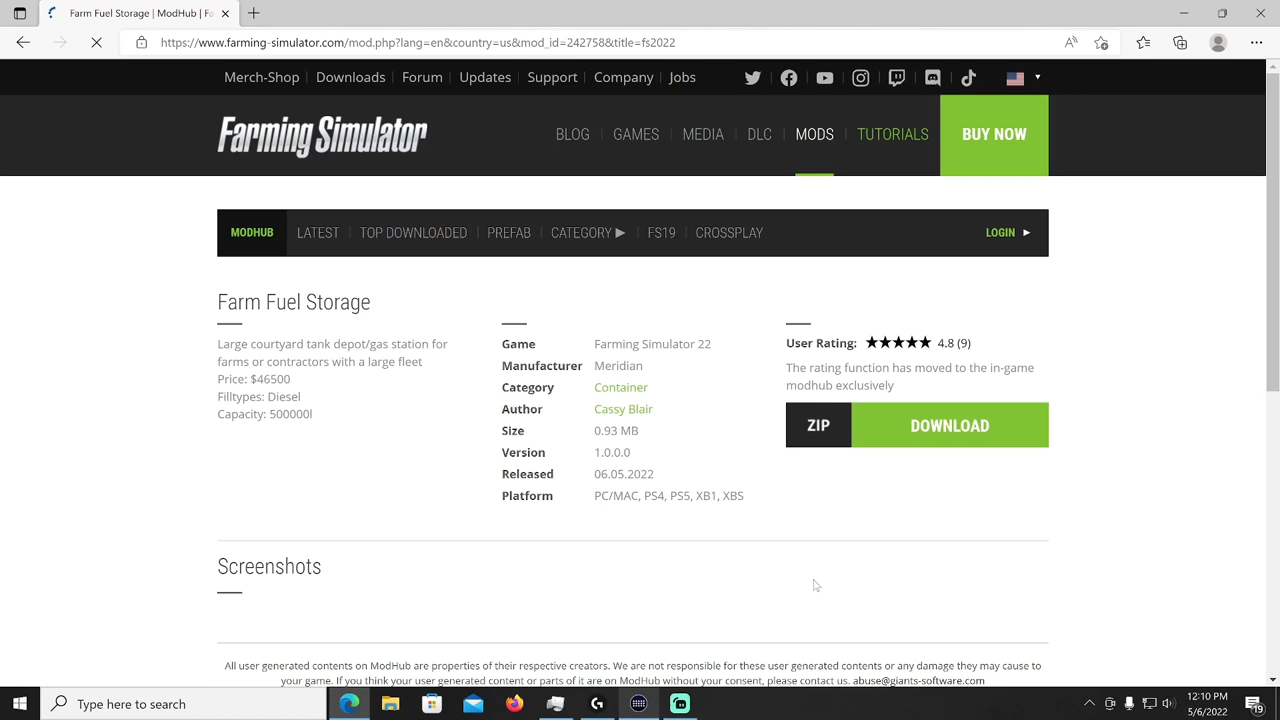 Farm Fuel Storage | ModHub | Fa
https://www.farming-simulator.com/mod.php?lang=en&country=us&mod_id=242758&title=fs2022
Merch-Shop Downloads Forum Updates Support Company Jobs
Farming Simulator
BLOG GAMES MEDIA DLC MODS TUTORIALS BUY NOW
MODHUB LATEST TOP DOWNLOADED PREFAB CATEGORY ▶ FS19 CROSSPLAY LOGIN ►
Farm Fuel Storage
Large courtyard tank depot/gas station for
farms or contractors with a large fleet
Price: $46500
Filltypes: Diesel
Capacity: 500000l
Game Farming Simulator 22
Manufacturer Meridian
Category Container
Author Cassy Blair
Size 0.93 MB
Version 1.0.0.0
Released 06.05.2022
Platform PC/MAC, PS4, PS5, XB1, XBS
User Rating: ★★★★★ 4.8 (9)
The rating function has moved to the in-game
modhub exclusively
ZIP DOWNLOAD
Screenshots
All user generated contents on ModHub are properties of their respective creators. We are not responsible for these user generated contents or any damage they may cause to
your game. If you think your user generated content or parts of it are on ModHub without your consent, please contact us. abuse@giants-software.com
Type here to search
12:10 PM
5/6/2022
19